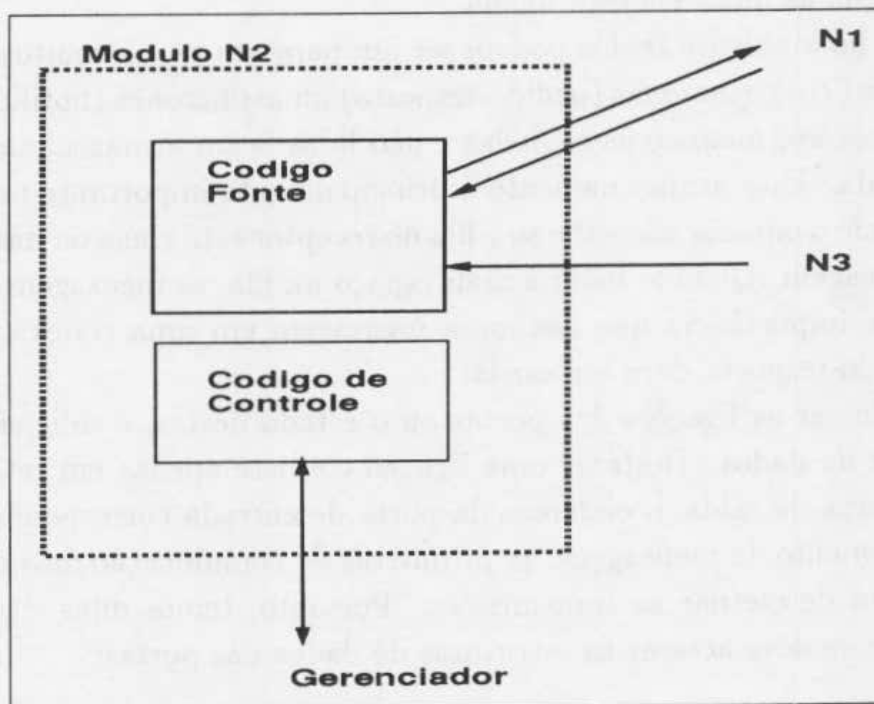 Modulo N2
N1
Codigo
Fonte
N3
Codigo de
Controle
Gerenciador